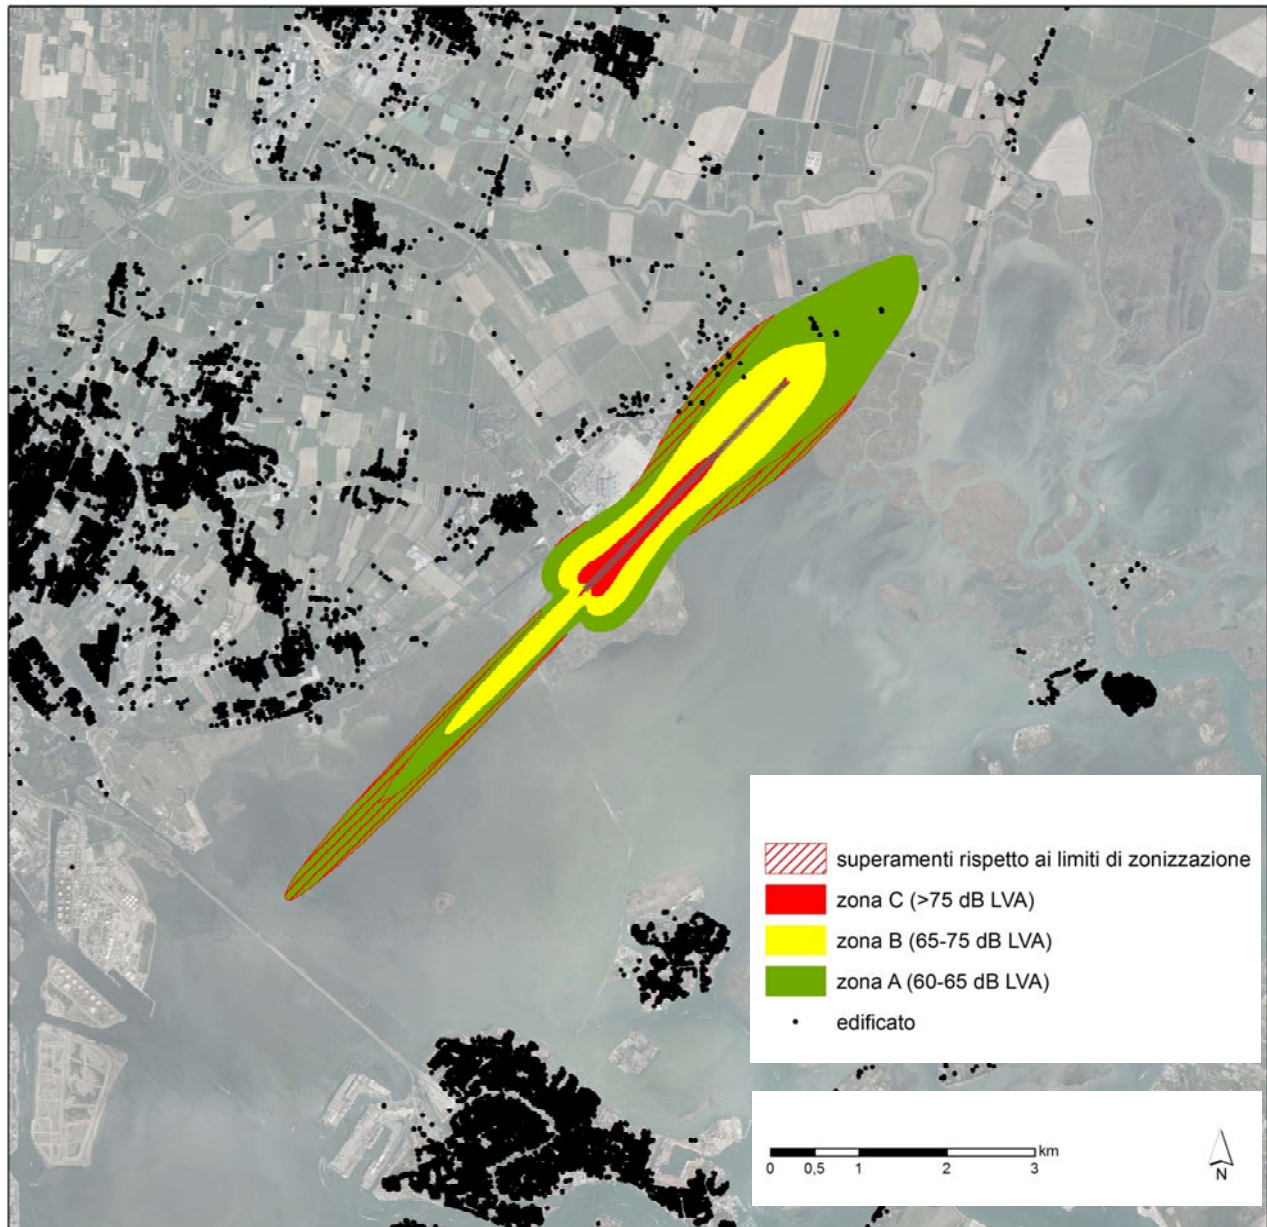 superamenti rispetto ai limiti di zonizzazione
zona C (>75 dB LVA)
zona B (65-75 dB LVA)
zona A (60-65 dB LVA)
edificato
km
0 0,5 1 2 3
N